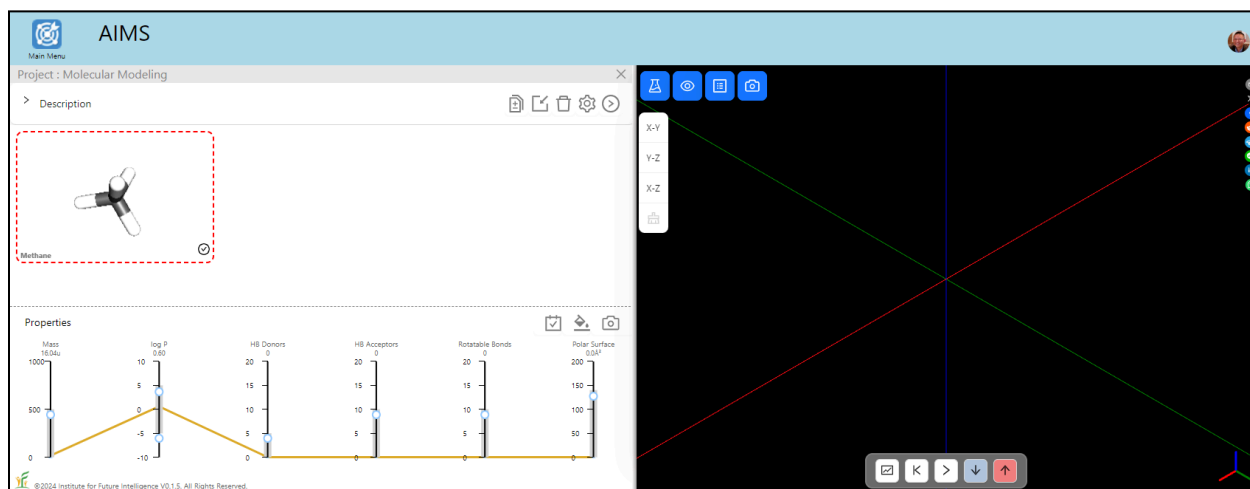 AIMS
Main Menu
Project : Molecular Modeling
Description
Methane
X-Y
Y-Z
X-Z
Properties
Mass
16.04u
1000
500
0
log P
0.60
10
5
0
-5
-10
HB Donors
0
20
15
10
5
0
HB Acceptors
0
20
15
10
5
0
Rotatable Bonds
0
20
15
10
5
0
Polar Surface
0.0Å²
200
150
100
50
0
©2024 Institute for Future Intelligence V0.1.5. All Rights Reserved.